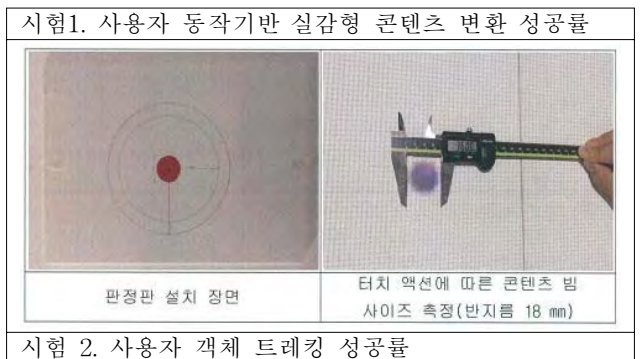 시험1. 사용자 동작기반 실감형 콘텐츠 변환 성공률
판정판 설치 장면
터치 액션에 따른 콘텐츠 빔
사이즈 측정(반지름 18 mm)
시험 2. 사용자 객체 트레킹 성공률